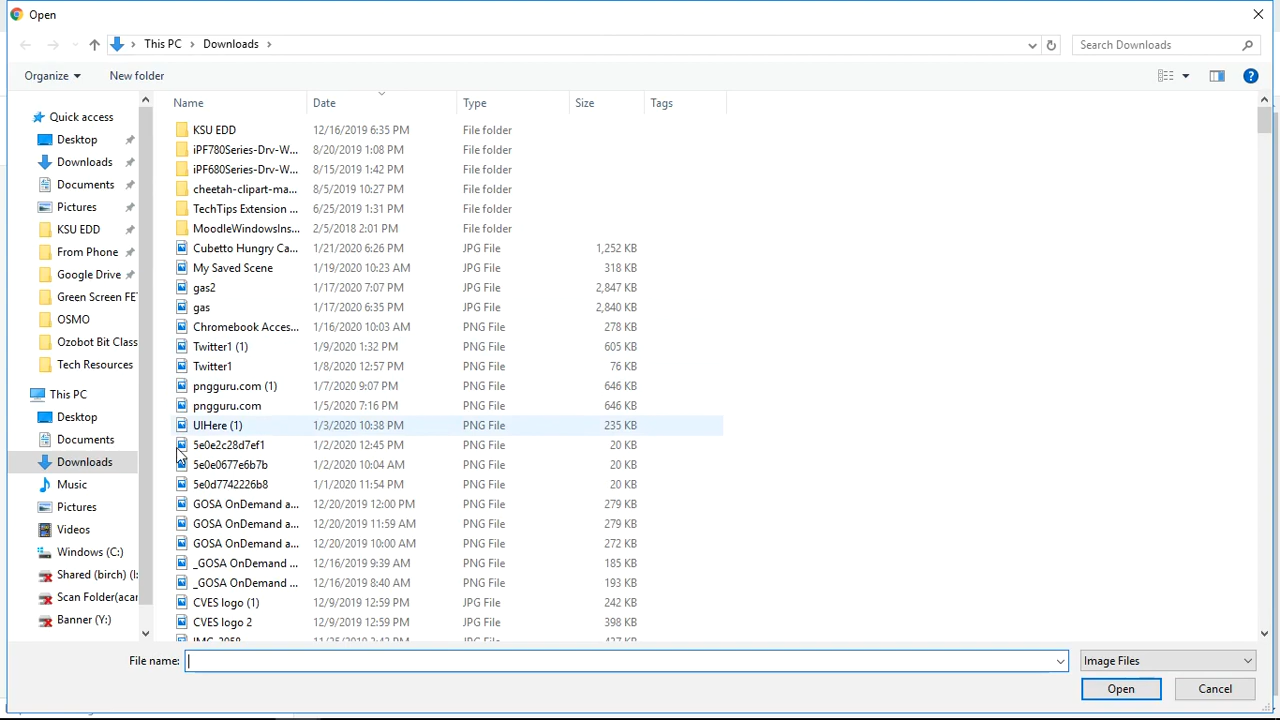 Open
This PC > Downloads >
Search Downloads
Organize
New folder
Quick access
Desktop
Downloads
Documents
Pictures
KSU EDD
From Phone
Google Drive
Green Screen FET
OSMO
Ozobot Bit Class
Tech Resources
This PC
Desktop
Documents
Downloads
Music
Pictures
Videos
Windows (C:)
Shared (birch) (I:
Scan Folder(acar
Banner (Y:)
Name Date Type Size Tags
KSU EDD 12/16/2019 6:35 PM File folder
iPF780Series-Drv-W... 8/20/2019 1:08 PM File folder
iPF680Series-Drv-W... 8/15/2019 1:42 PM File folder
cheetah-clipart-ma... 8/5/2019 10:27 PM File folder
TechTips Extension ... 6/25/2019 1:31 PM File folder
MoodleWindowsIns... 2/5/2018 2:01 PM File folder
Cubetto Hungry Ca... 1/21/2020 6:26 PM JPG File 1,252 KB
My Saved Scene 1/19/2020 10:23 AM JPG File 318 KB
gas2 1/17/2020 7:07 PM JPG File 2,847 KB
gas 1/17/2020 6:35 PM JPG File 2,840 KB
Chromebook Acces... 1/16/2020 10:03 AM PNG File 278 KB
Twitter1 (1) 1/9/2020 1:32 PM PNG File 605 KB
Twitter1 1/8/2020 12:57 PM PNG File 76 KB
pngguru.com (1) 1/7/2020 9:07 PM PNG File 646 KB
pngguru.com 1/5/2020 7:16 PM PNG File 646 KB
UIHere (1) 1/3/2020 10:38 PM PNG File 235 KB
5e0e2c28d7ef1 1/2/2020 12:45 PM PNG File 20 KB
5e0e0677e6b7b 1/2/2020 10:04 AM PNG File 20 KB
5e0d7742226b8 1/1/2020 11:54 PM PNG File 20 KB
GOSA OnDemand a... 12/20/2019 12:00 PM PNG File 279 KB
GOSA OnDemand a... 12/20/2019 11:59 AM PNG File 279 KB
GOSA OnDemand a... 12/20/2019 10:00 AM PNG File 272 KB
_GOSA OnDemand ... 12/16/2019 9:39 AM PNG File 185 KB
_GOSA OnDemand ... 12/16/2019 8:40 AM PNG File 193 KB
CVES logo (1) 12/9/2019 12:59 PM JPG File 242 KB
CVES logo 2 12/9/2019 12:59 PM JPG File 398 KB
File name:
Image Files
Open
Cancel